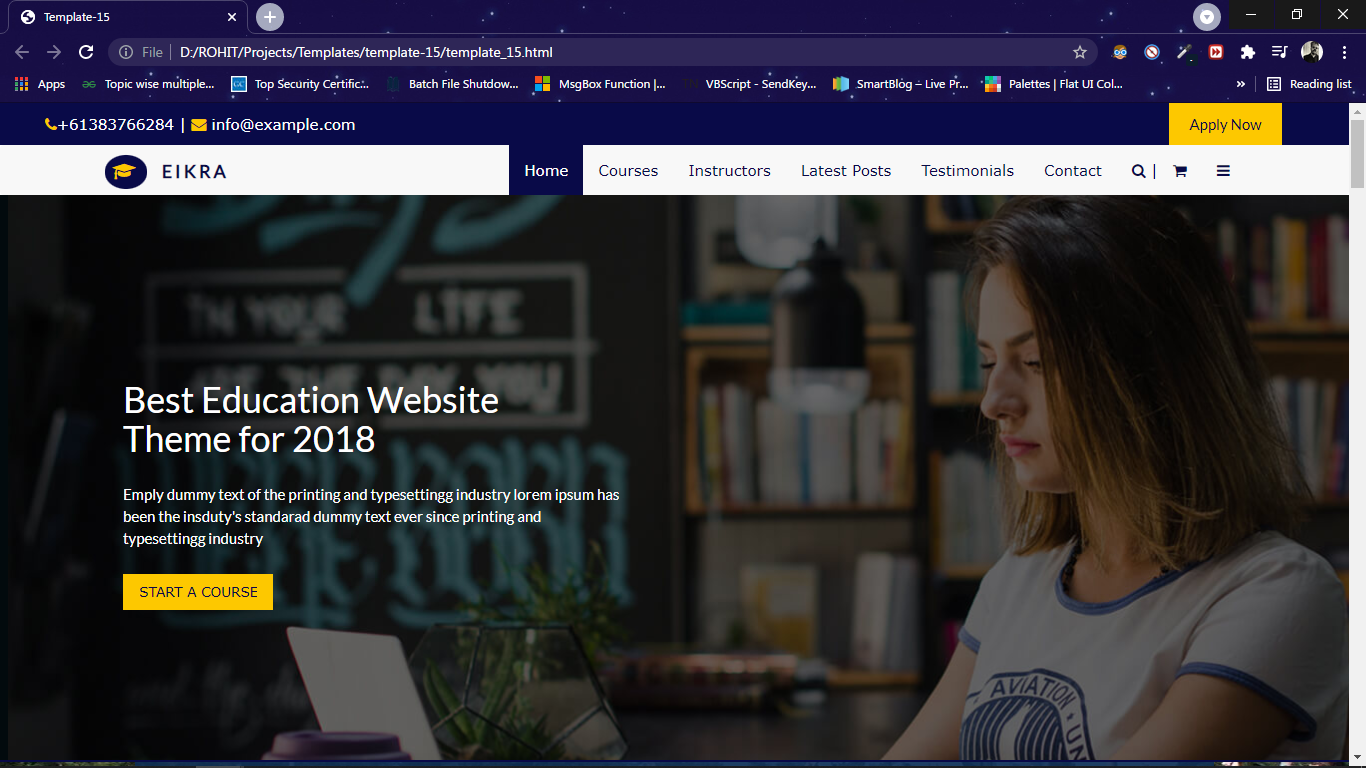 Template-15
File | D:/ROHIT/Projects/Templates/template-15/template_15.html
Apps Topic wise multiple... Top Security Certific... Batch File Shutdow... MsgBox Function |... VBScript - SendKey... SmartBlog – Live Pr... Palettes | Flat UI Col... » Reading list
+61383766284 | info@example.com Apply Now
EIKRA Home Courses Instructors Latest Posts Testimonials Contact |
IN YOUR LIFE
Best Education Website
Theme for 2018
Emply dummy text of the printing and typesettingg industry lorem ipsum has
been the insduty's standarad dummy text ever since printing and
typesettingg industry
START A COURSE
AVIATION